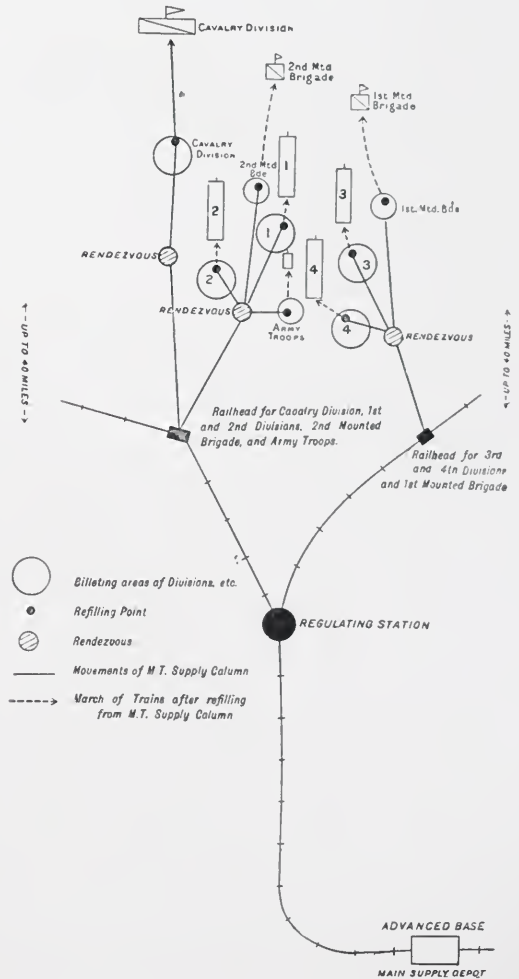 CAVALRY DIVISION
2nd Mtd
Brigade
1st Mtd
Brigade
CAVALRY
DIVISION
2nd Mtd
Bde
1
3
2
1st. Mtd. Bde
1
4
3
2
4
RENDEZVOUS
RENDEZVOUS
ARMY
TROOPS
RENDEZVOUS
<--UP TO 40 MILES-->
<--UP TO 40 MILES-->
Railhead for Cavalry Division, 1st
and 2nd Divisions, 2nd Mounted
Brigade, and Army Troops.
Railhead for 3rd
and 4th Divisions
and 1st Mounted Brigade
Billeting areas of Divisions, etc.
Refilling Point
Rendezvous
Movements of M.T. Supply Column
March of Trains after refilling
from M.T. Supply Column
REGULATING STATION
ADVANCED BASE
MAIN SUPPLY DEPOT